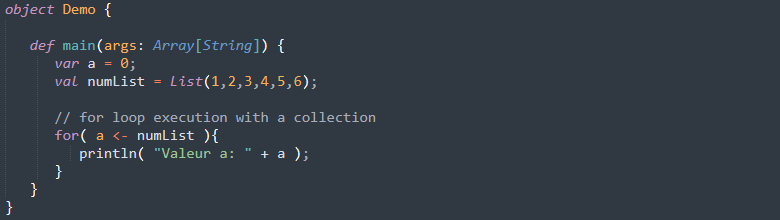 object Demo {
def main(args: Array[String]) {
var a = 0;
val numList = List(1,2,3,4,5,6);
// for loop execution with a collection
for( a <- numList ){
println( "Valeur a: " + a );
}
}
}